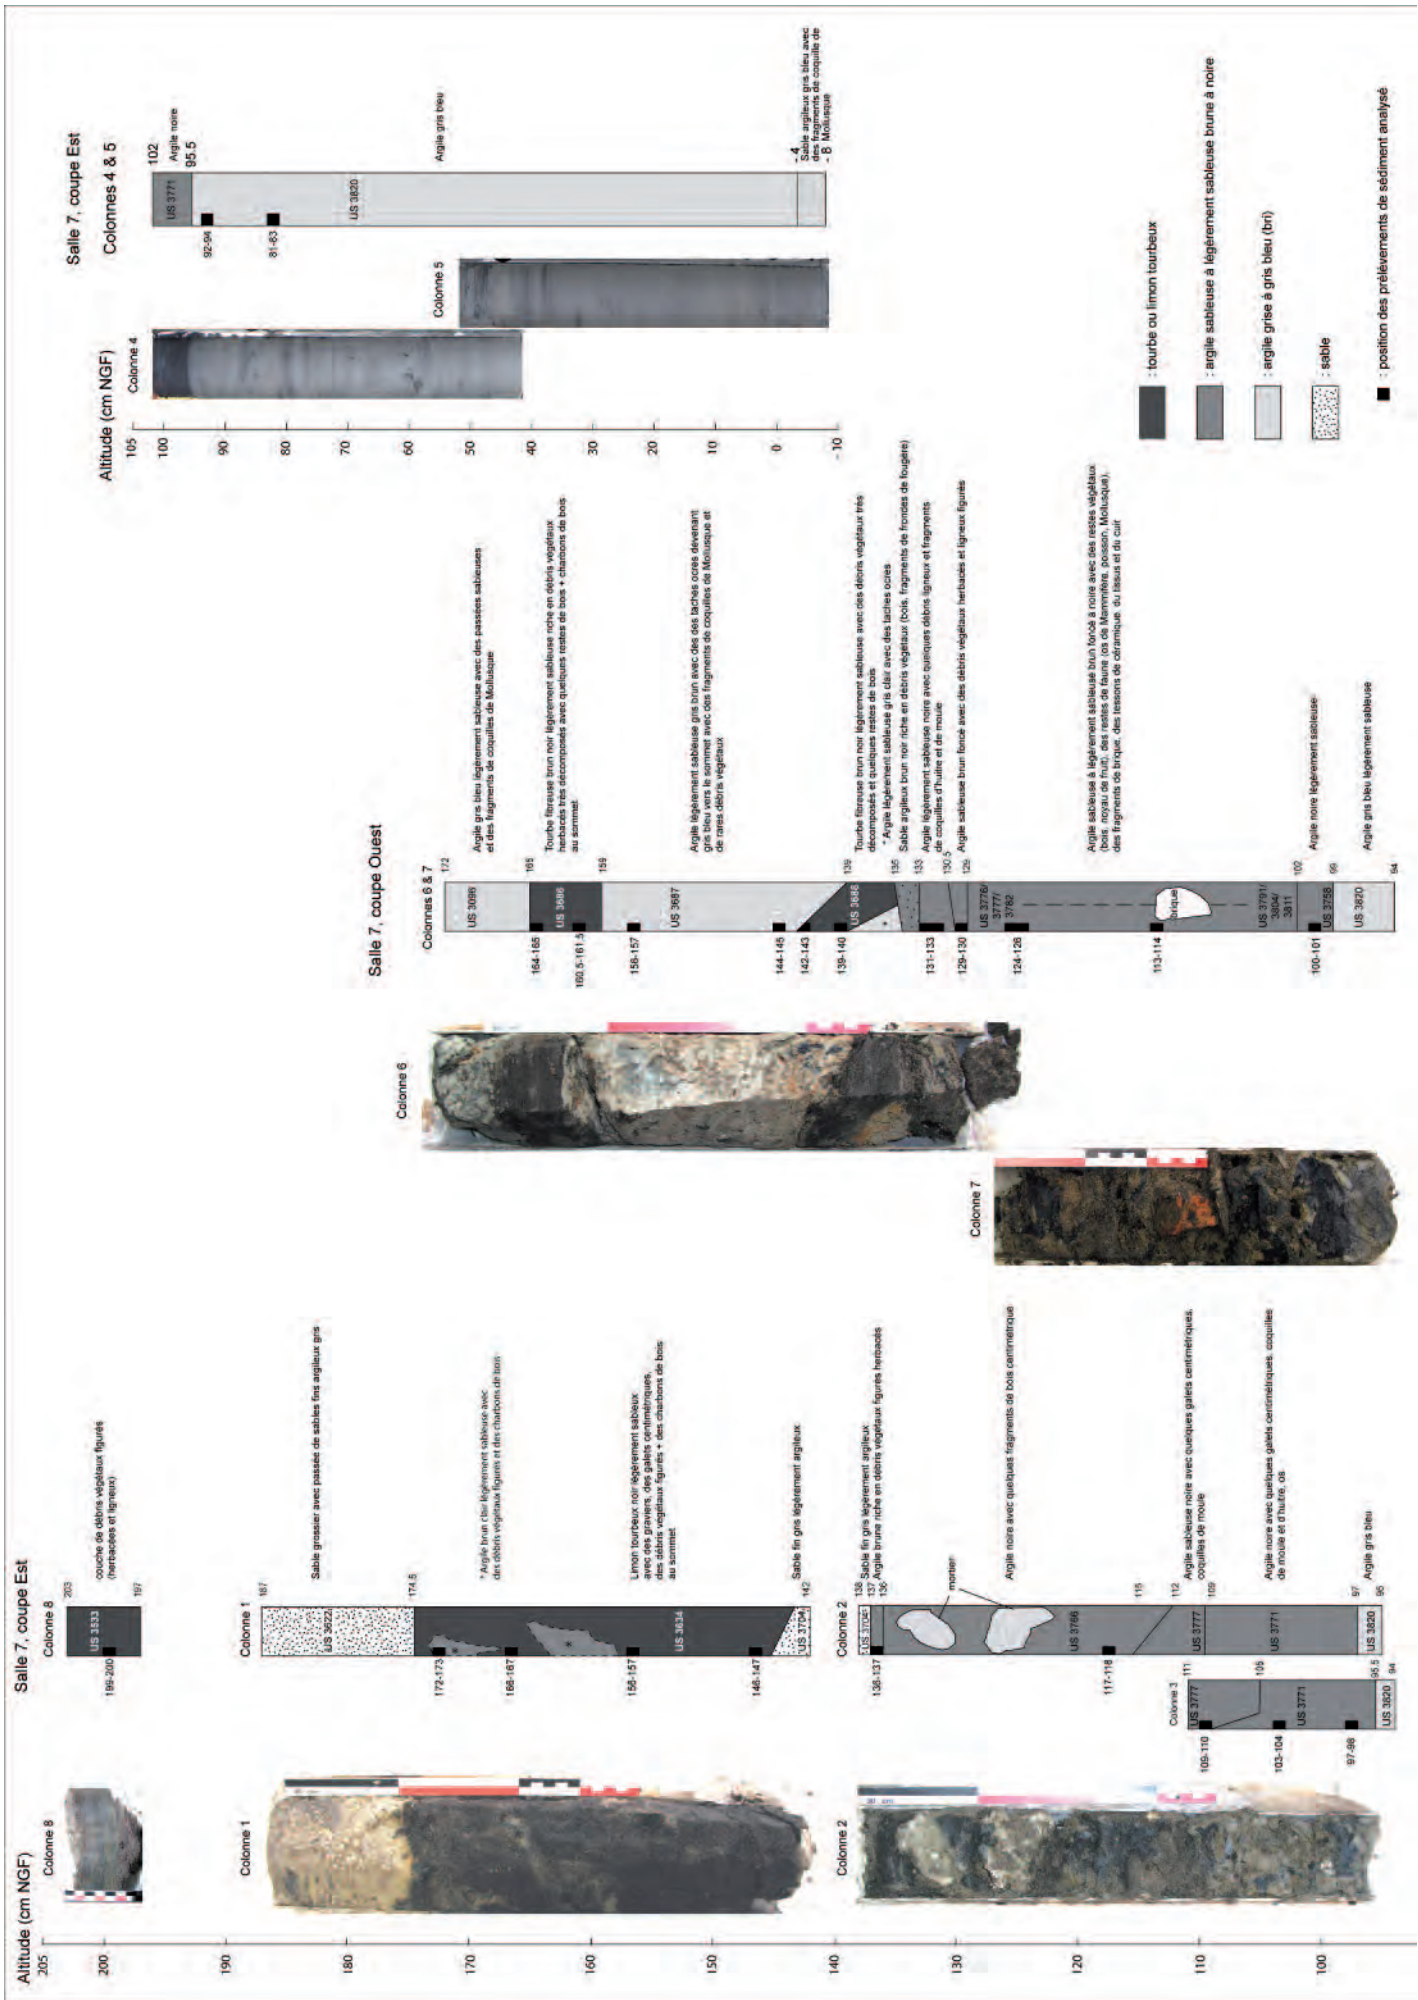 Altitude (cm NGF)
205
200
190
180
170
160
150
140
130
120
110
100
Salle 7, coupe Est
Colonne 8
Colonne 8
203
US 3533
199-200
197
couche de débris végétaux figurés
(herbacées et ligneux)
Colonne 1
Colonne 1
187
US 3622
174.5
172-173
*
166-167
*
156-157
US 3634
146-147
142
US 3704
Sable grossier avec passée de sables fins argileux gris
* Argile brun clair légèrement sableuse avec
des débris végétaux figurés et des charbons de bois
Limon tourbeux noir légèrement sableux
avec des graviers, des galets centimétriques,
des débris végétaux figurés + des charbons de bois
au sommet
Sable fin gris légèrement argileux
Colonne 2
Colonne 2
138
137
136
US 3704
136-137
mortier
US 3766
117-118
115
112
109
US 3777
US 3771
97
95
US 3820
Sable fin gris légèrement argileux
Argile brune riche en débris végétaux figurés herbacés
Argile noire avec quelques fragments de bois centimétrique
Argile sableuse noire avec quelques galets centimétriques,
coquilles de moule
Argile noire avec quelques galets centimétriques, coquilles
de moule et d'huître, os
Argile gris bleu
Colonne 3
111
105
US 3777
US 3771
109-110
103-104
97-98
95.5
94
US 3820
Salle 7, coupe Ouest
Colonne 6
Colonne 7
Colonnes 6 & 7
172
US 3096
165
164-165
US 3686
160.5-161.5
159
156-157
US 3687
144-145
142-143
139
139-140
US 3688
*
135
133
131-133
130.5
129
129-130
US 3776/
3777/
3782
124-126
brique
113-114
US 3791/
3804/
3811
102
100-101
US 3758
99
US 3820
94
Argile gris bleu légèrement sableuse avec des passées sableuses
et des fragments de coquilles de Mollusque
Tourbe fibreuse brun noir légèrement sableuse riche en débris végétaux
herbacés très décomposés avec quelques restes de bois + charbons de bois
au sommet
Argile légèrement sableuse gris brun avec des des taches ocres devenant
gris bleu vers le sommet avec des fragments de coquilles de Mollusque et
de rares débris végétaux
Tourbe fibreuse brun noir légèrement sableuse avec des débris végétaux très
décomposés et quelques restes de bois
* Argile légèrement sableuse gris clair avec des taches ocres
Sable argileux brun noir riche en débris végétaux (bois, fragments de frondes de fougère)
Argile légèrement sableuse noire avec quelques débris ligneux et fragments
de coquilles d'huître et de moule
Argile sableuse brun foncé avec des débris végétaux herbacés et ligneux figurés
Argile sableuse à légèrement sableuse brun foncé à noire avec des restes végétaux
(bois, noyau de fruit), des restes de faune (os de Mammifère, poisson, Mollusque),
des fragments de brique, des tessons de céramique, du tissus et du cuir
Argile noire légèrement sableuse
Argile gris bleu légèrement sableuse
Salle 7, coupe Est
Altitude (cm NGF)
105
100
90
80
70
60
50
40
30
20
10
0
- 10
Colonne 4
Colonne 5
Colonnes 4 & 5
102
US 3771
Argile noire
95.5
92-94
81-83
US 3820
Argile gris bleu
- 4
Sable argileux gris bleu avec
des fragments de coquille de
Mollusque
- 8
: tourbe ou limon tourbeux
: argile sableuse à légèrement sableuse brune à noire
: argile grise à gris bleu (bri)
: sable
: position des prélèvements de sédiment analysé